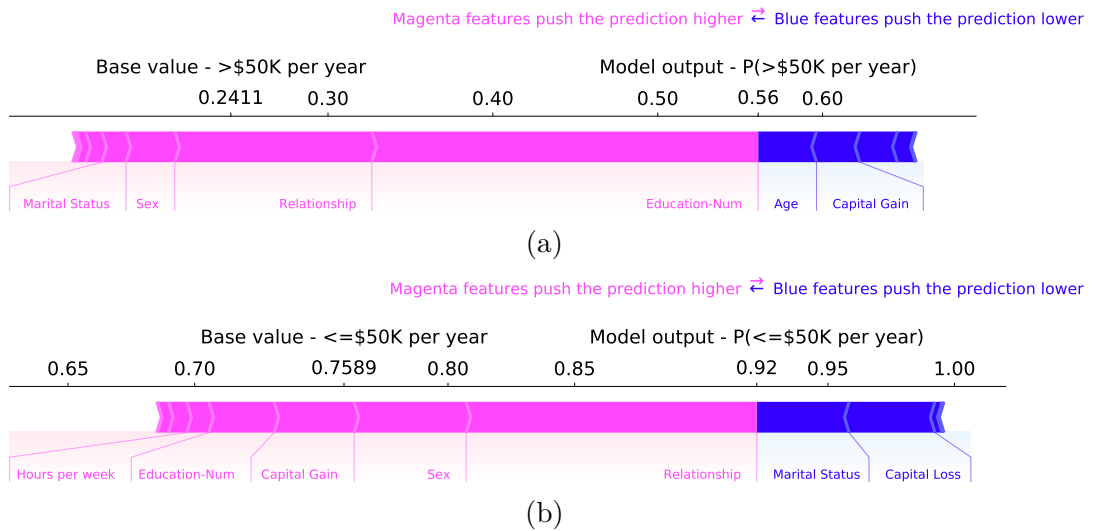 Magenta features push the prediction higher ⇄ Blue features push the prediction lower
Base value - >$50K per year Model output - P(>$50K per year)
0.2411 0.30 0.40 0.50 0.56 0.60
Marital Status Sex Relationship Education-Num Age Capital Gain
(a)
Magenta features push the prediction higher ⇄ Blue features push the prediction lower
Base value - <=$50K per year Model output - P(<=$50K per year)
0.65 0.70 0.7589 0.80 0.85 0.92 0.95 1.00
Hours per week Education-Num Capital Gain Sex Relationship Marital Status Capital Loss
(b)